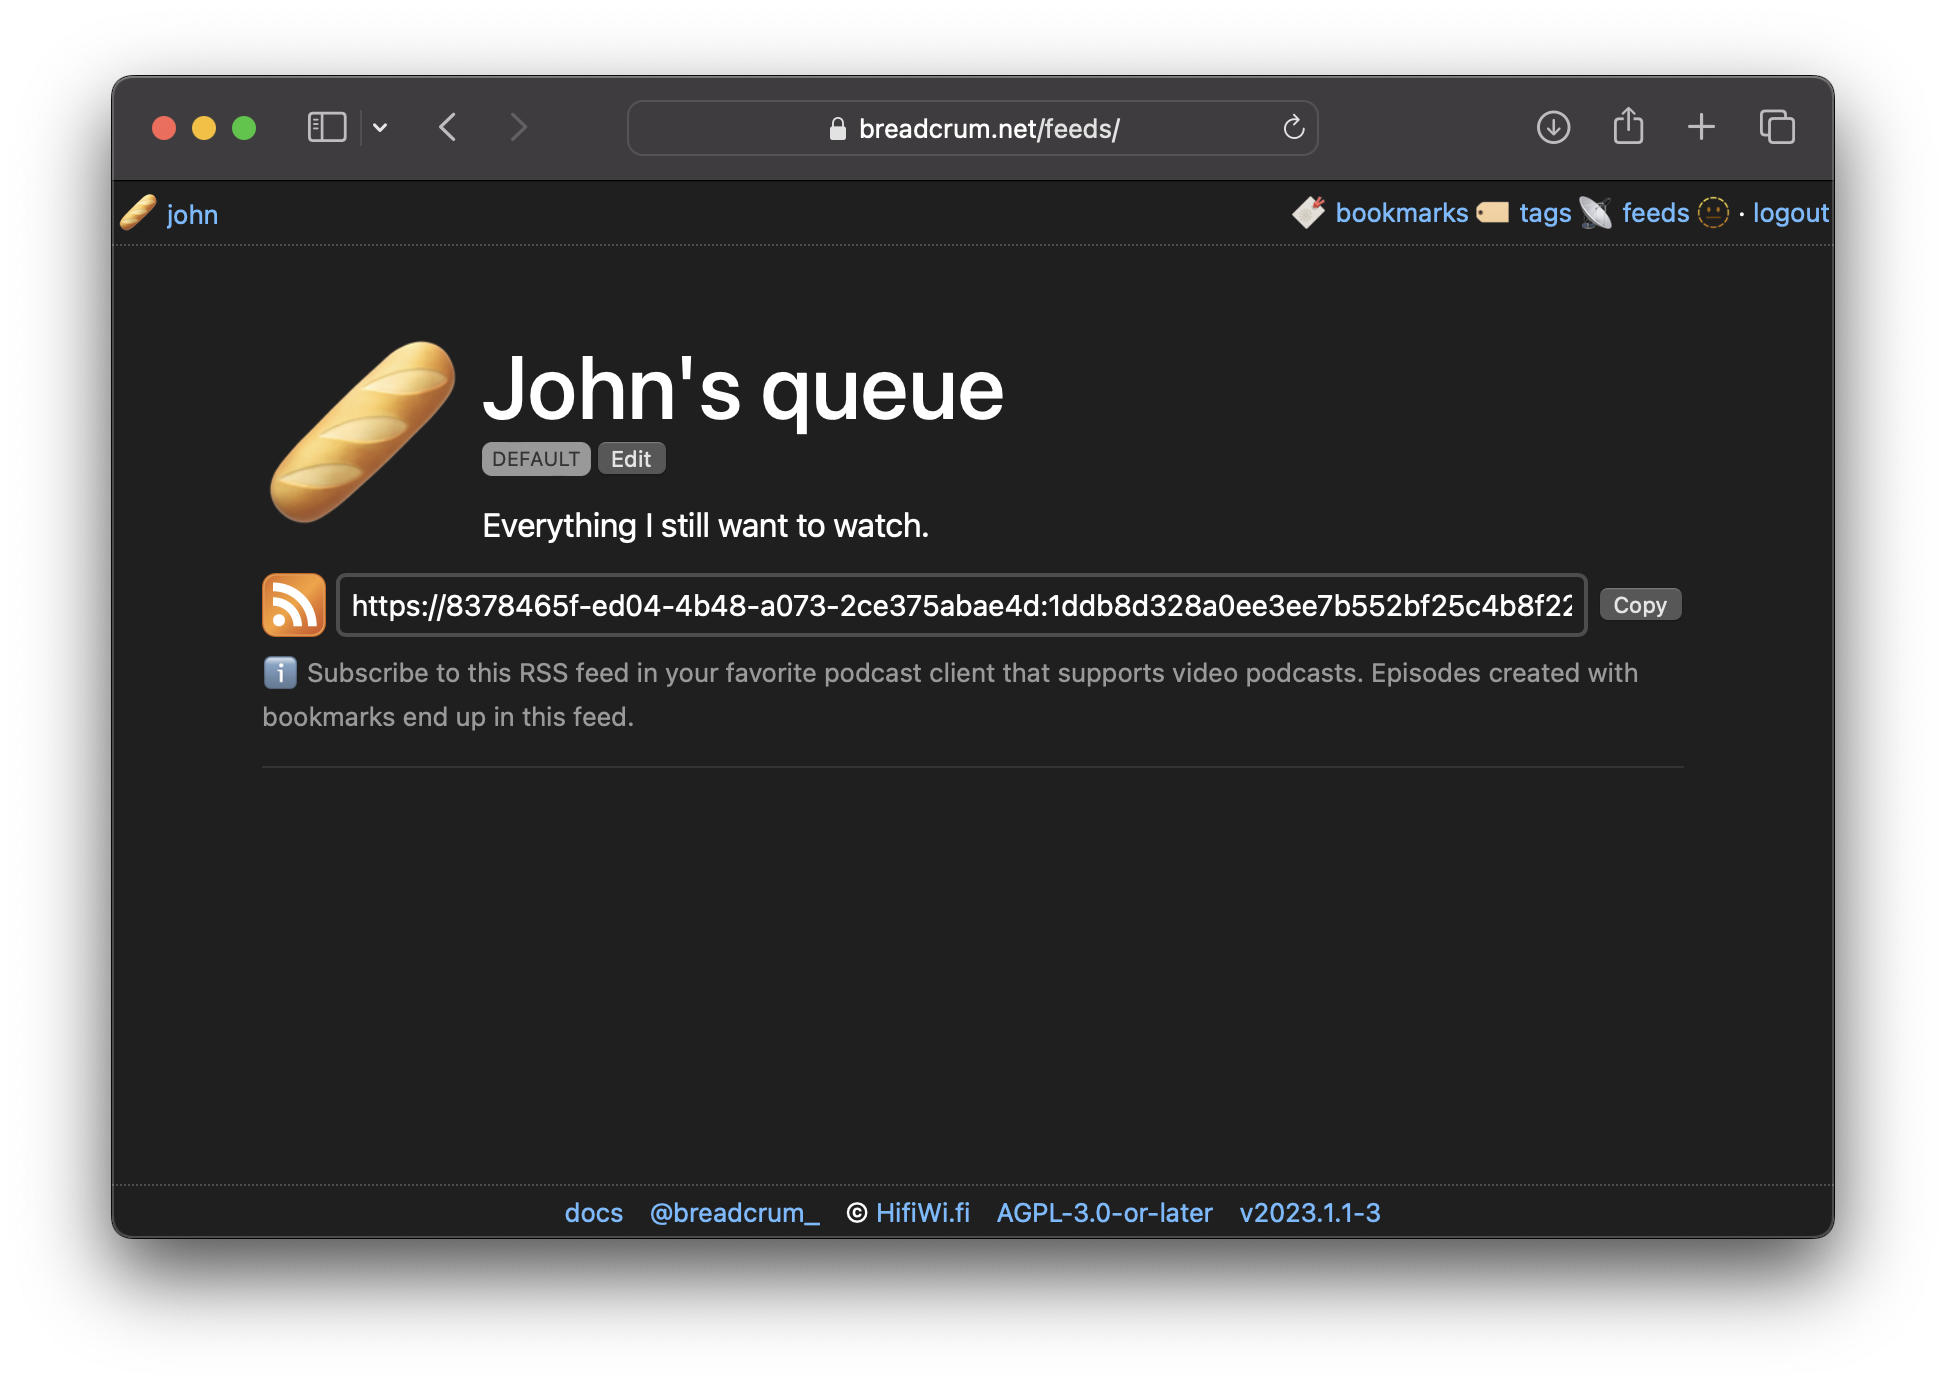 breadcrum.net/feeds/
john
bookmarks tags feeds · logout
John's queue
DEFAULT Edit
Everything I still want to watch.
https://8378465f-ed04-4b48-a073-2ce375abae4d:1ddb8d328a0ee3ee7b552bf25c4b8f22 Copy
Subscribe to this RSS feed in your favorite podcast client that supports video podcasts. Episodes created with
bookmarks end up in this feed.
docs @breadcrum_ © HifiWi.fi AGPL-3.0-or-later v2023.1.1-3